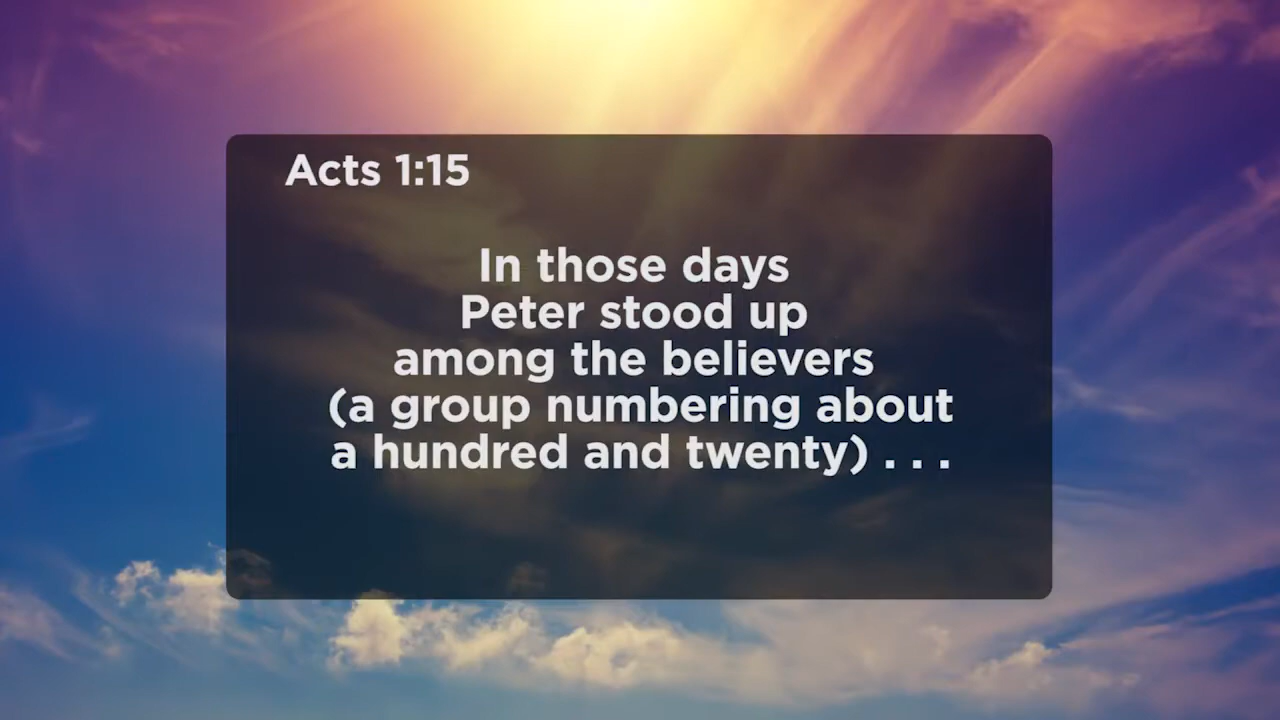 Acts 1:15
In those days
Peter stood up
among the believers
(a group numbering about
a hundred and twenty) . . .